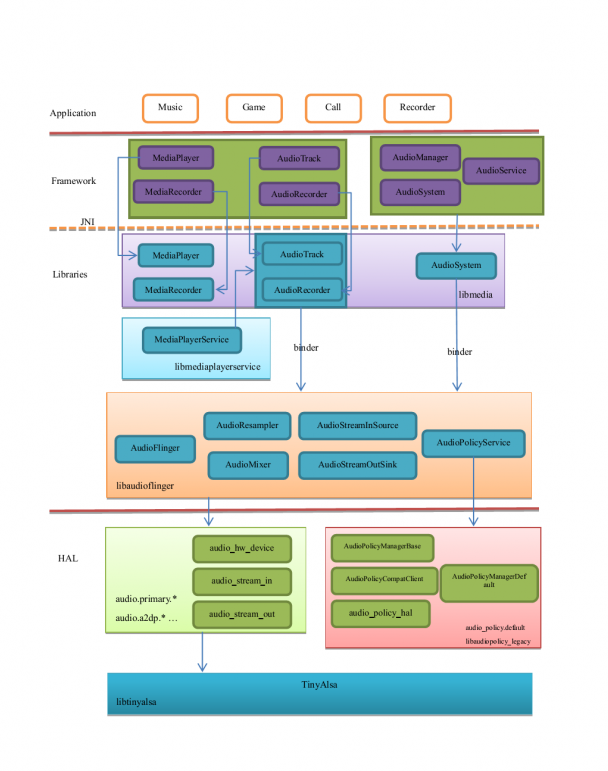 Application
Music
Game
Call
Recorder
Framework
MediaPlayer
AudioTrack
MediaRecorder
AudioRecorder
AudioManager
AudioService
AudioSystem
JNI
Libraries
MediaPlayer
AudioTrack
MediaRecorder
AudioRecorder
AudioSystem
libmedia
MediaPlayerService
libmediaplayerservice
binder
binder
AudioFlinger
AudioResampler
AudioStreamInSource
AudioMixer
AudioStreamOutSink
AudioPolicyService
libaudioflinger
HAL
audio_hw_device
audio_stream_in
audio_stream_out
audio.primary.*
audio.a2dp.* …
AudioPolicyManagerBase
AudioPolicyCompatClient
AudioPolicyManagerDef
ault
audio_policy_hal
audio_policy.default
libaudiopolicy_legacy
TinyAlsa
libtinyalsa